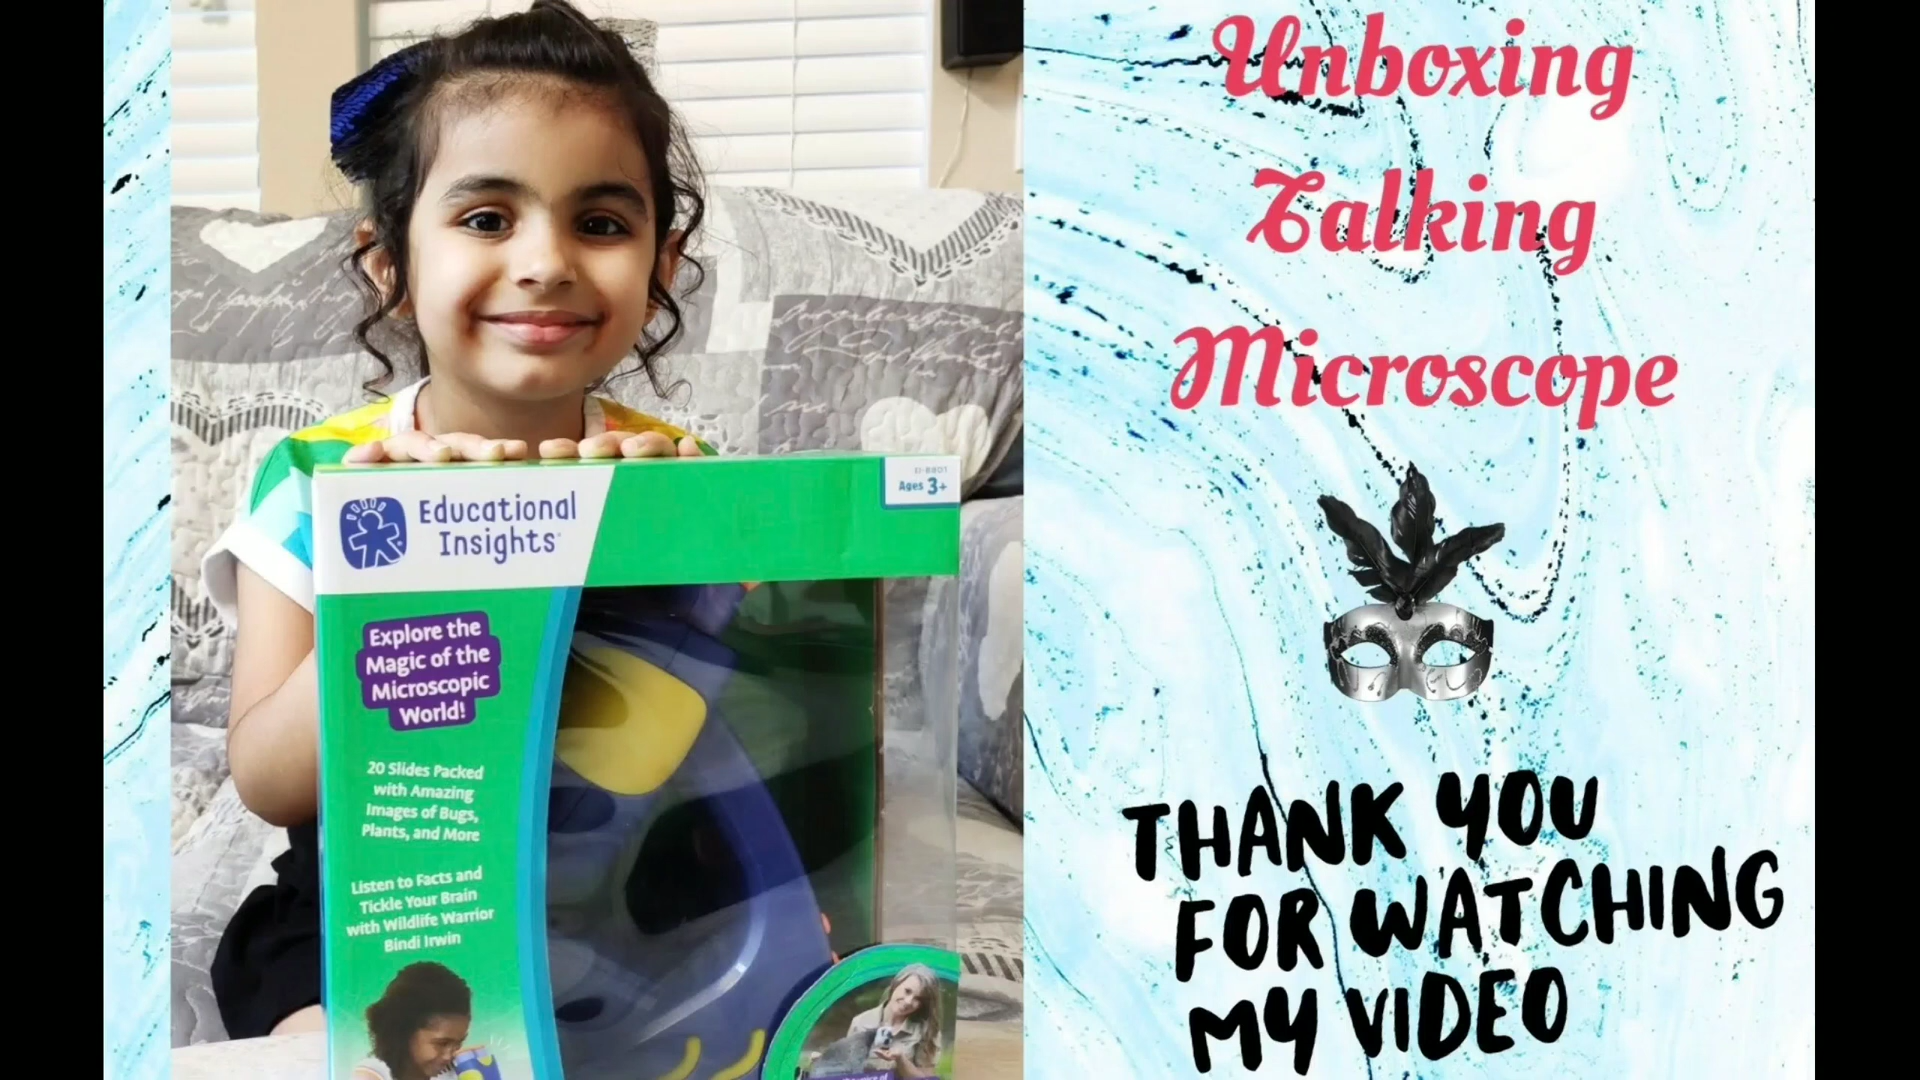 Educational
Insights
17-8801
Ages 3+
Explore the
Magic of the
Microscopic
World!
20 Slides Packed
with Amazing
Images of Bugs,
Plants, and More
Listen to Facts and
Tickle Your Brain
with Wildlife Warrior
Bindi Irwin
Unboxing
Talking
Microscope
THANK YOU
FOR WATCHING
MY VIDEO